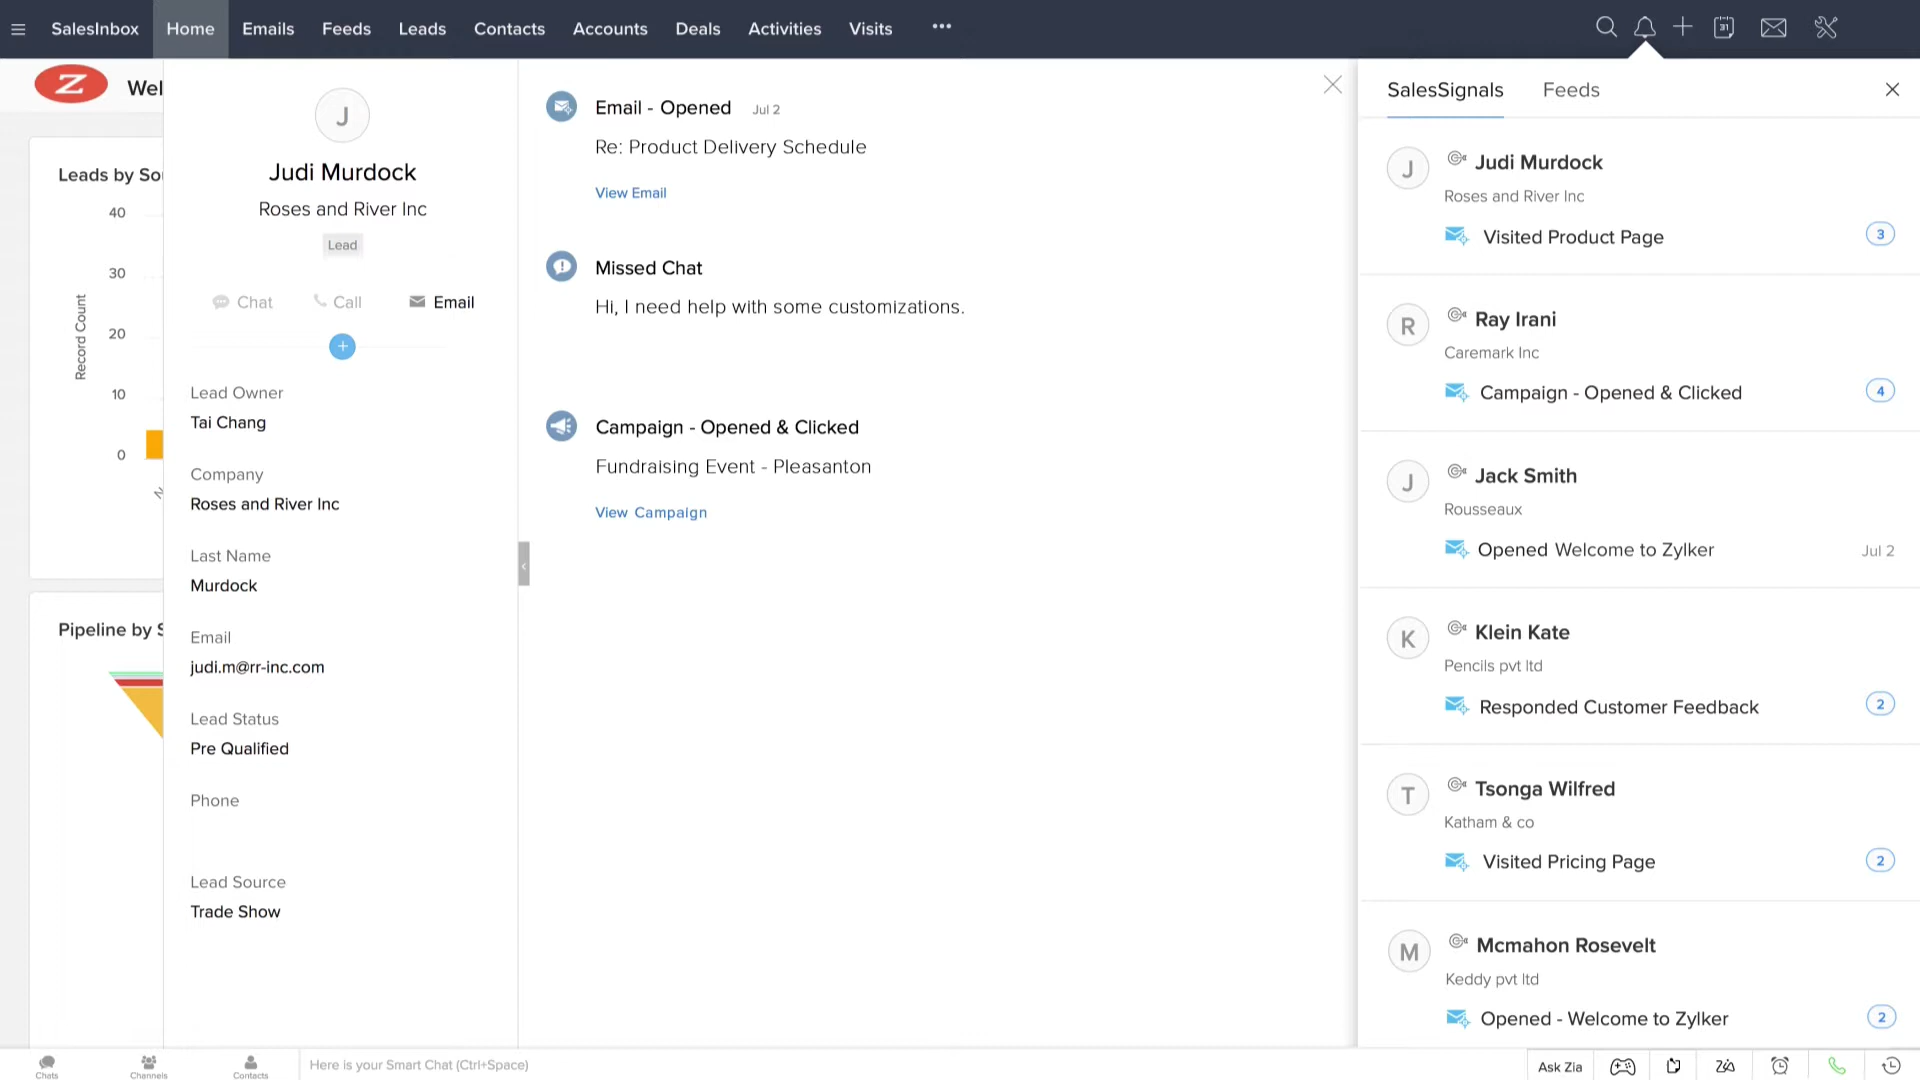 SalesInbox Home Emails Feeds Leads Contacts Accounts Deals Activities Visits •••
31
Z Wel
Leads by So
40
30
20
10
0
Record Count
N
Pipeline by S
J
Judi Murdock
Roses and River Inc
Lead
Chat Call Email
Lead Owner
Tai Chang
Company
Roses and River Inc
Last Name
Murdock
Email
judi.m@rr-inc.com
Lead Status
Pre Qualified
Phone
Lead Source
Trade Show
Email - Opened Jul 2
Re: Product Delivery Schedule
View Email
Missed Chat
Hi, I need help with some customizations.
Campaign - Opened & Clicked
Fundraising Event - Pleasanton
View Campaign
SalesSignals Feeds
J Judi Murdock
Roses and River Inc
Visited Product Page 3
R Ray Irani
Caremark Inc
Campaign - Opened & Clicked 4
J Jack Smith
Rousseaux
Opened Welcome to Zylker Jul 2
K Klein Kate
Pencils pvt ltd
Responded Customer Feedback 2
T Tsonga Wilfred
Katham & co
Visited Pricing Page 2
M Mcmahon Rosevelt
Keddy pvt ltd
Opened - Welcome to Zylker 2
Chats Channels Contacts Here is your Smart Chat (Ctrl+Space) Ask Zia